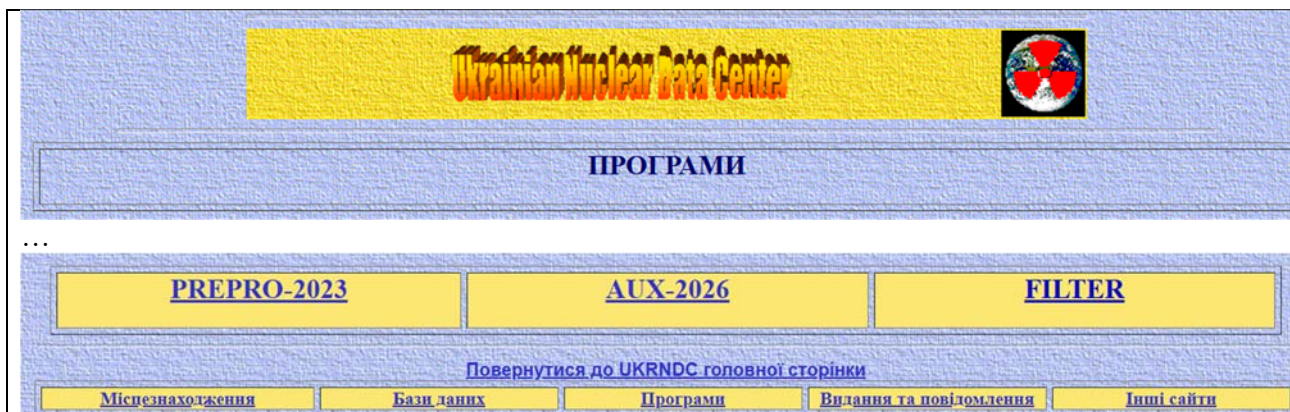 Ukrainian Nuclear Data Center
ПРОГРАМИ
...
PREPRO-2023 AUX-2026 FILTER
Повернутися до UKRNDC головної сторінки
Місцезнаходження Бази даних Програми Видання та повідомлення Інші сайти